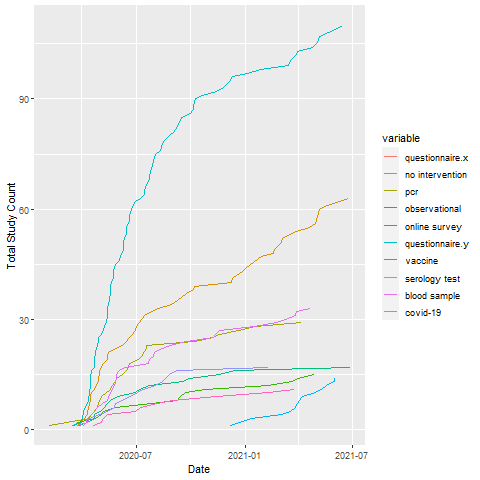 90
60
30
0
Total Study Count
2020-07
2021-01
2021-07
Date
variable
questionnaire.x
no intervention
pcr
observational
online survey
questionnaire.y
vaccine
serology test
blood sample
covid-19